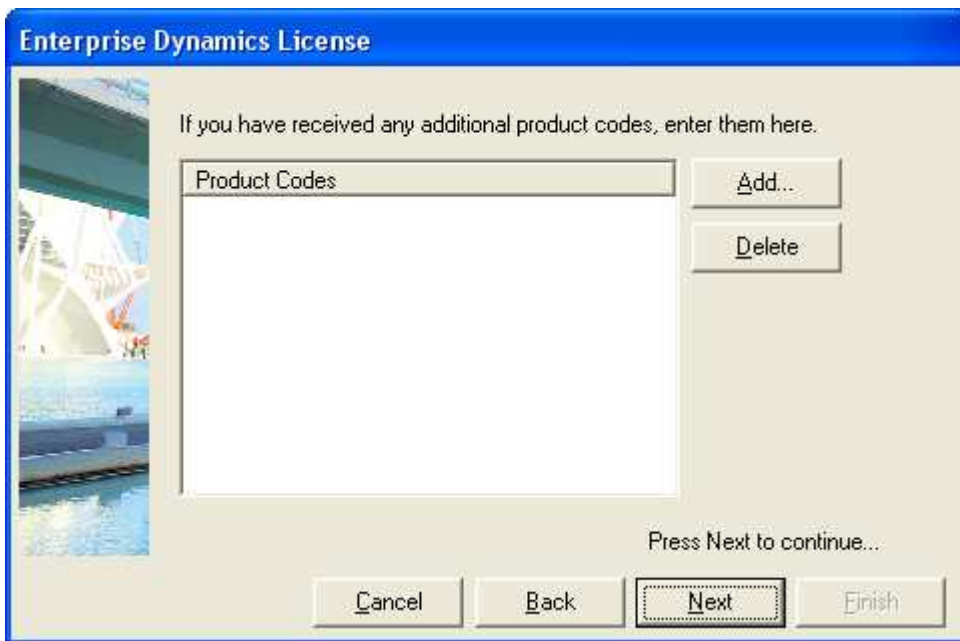 Enterprise Dynamics License
If you have received any additional product codes, enter them here.
Product Codes
Add...
Delete
Press Next to continue...
Cancel Back Next Finish